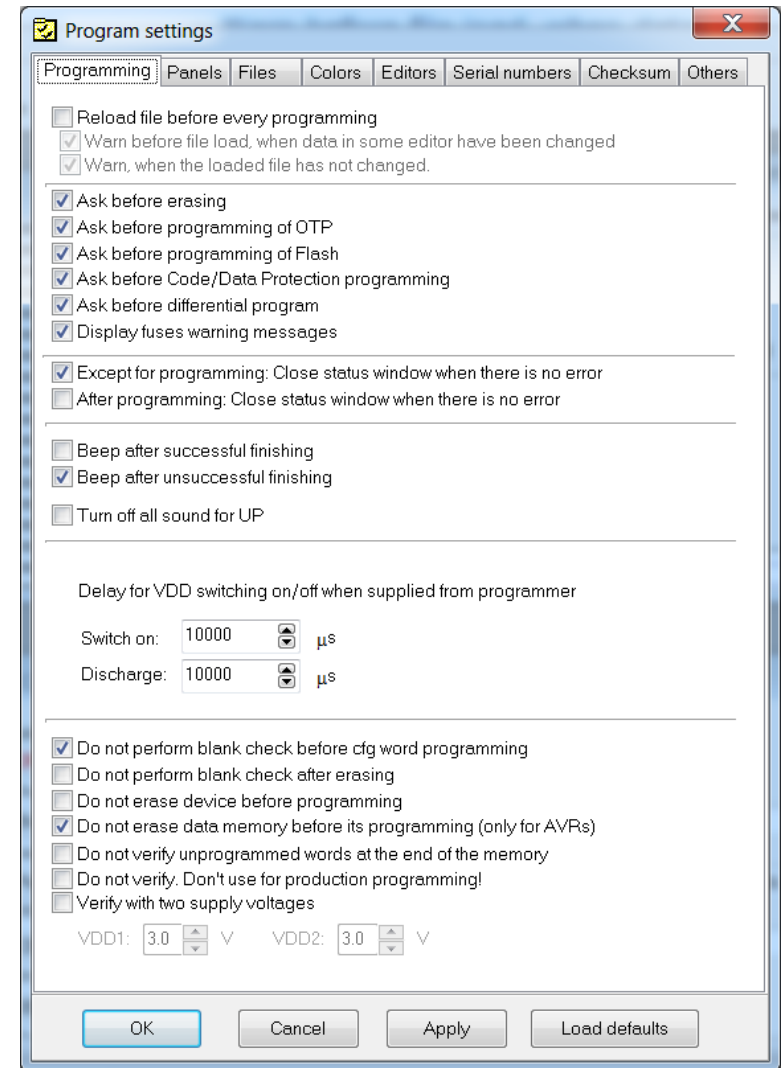 Program settings
Programming Panels Files Colors Editors Serial numbers Checksum Others
Reload file before every programming
Warn before file load, when data in some editor have been changed
Warn, when the loaded file has not changed.
Ask before erasing
Ask before programming of OTP
Ask before programming of Flash
Ask before Code/Data Protection programming
Ask before differential program
Display fuses warning messages
Except for programming: Close status window when there is no error
After programming: Close status window when there is no error
Beep after successful finishing
Beep after unsuccessful finishing
Turn off all sound for UP
Delay for VDD switching on/off when supplied from programmer
Switch on: 10000 µs
Discharge: 10000 µs
Do not perform blank check before cfg word programming
Do not perform blank check after erasing
Do not erase device before programming
Do not erase data memory before its programming (only for AVRs)
Do not verify unprogrammed words at the end of the memory
Do not verify. Don't use for production programming!
Verify with two supply voltages
VDD1: 3.0 V VDD2: 3.0 V
OK Cancel Apply Load defaults